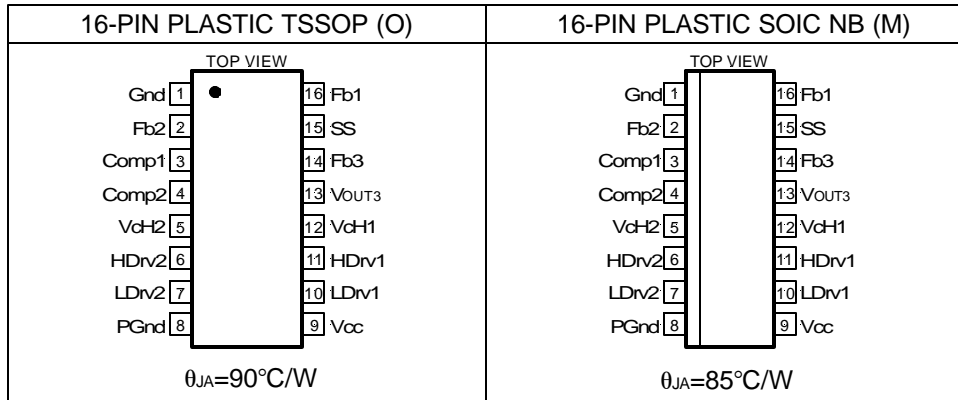 16-PIN PLASTIC TSSOP (O)
TOP VIEW
Gnd 1 16 Fb1
Fb2 2 15 SS
Comp1 3 14 Fb3
Comp2 4 13 VOUT3
VcH2 5 12 VcH1
HDrv2 6 11 HDrv1
LDrv2 7 10 LDrv1
PGnd 8 9 Vcc
θJA=90°C/W
16-PIN PLASTIC SOIC NB (M)
TOP VIEW
Gnd 1 16 Fb1
Fb2 2 15 SS
Comp1 3 14 Fb3
Comp2 4 13 VOUT3
VcH2 5 12 VcH1
HDrv2 6 11 HDrv1
LDrv2 7 10 LDrv1
PGnd 8 9 Vcc
θJA=85°C/W